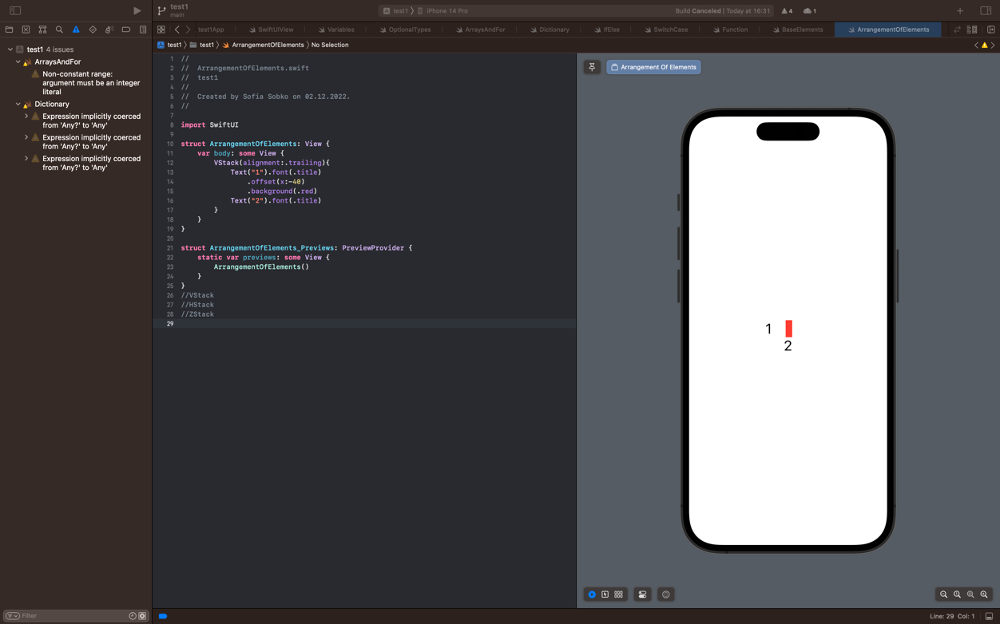 test1
main
test1 〉 iPhone 14 Pro
Build Canceled | Today at 16:31
4
1
test1App
SwiftUIView
Variables
OptionalTypes
ArraysAndFor
Dictionary
IfElse
SwitchCase
Function
BaseElements
ArrangementOfElements
test1 〉 test1 〉 ArrangementOfElements 〉 No Selection
test1 4 issues
ArraysAndFor
Non-constant range:
argument must be an integer
literal
Dictionary
Expression implicitly coerced
from 'Any?' to 'Any'
Expression implicitly coerced
from 'Any?' to 'Any'
Expression implicitly coerced
from 'Any?' to 'Any'
Filter
1 //
2 //  ArrangementOfElements.swift
3 //  test1
4 //
5 //  Created by Sofia Sobko on 02.12.2022.
6 //
7
8 import SwiftUI
9
10 struct ArrangementOfElements: View {
11     var body: some View {
12         VStack(alignment:.trailing){
13             Text("1").font(.title)
14                 .offset(x:-40)
15                 .background(.red)
16             Text("2").font(.title)
17         }
18     }
19 }
20
21 struct ArrangementOfElements_Previews: PreviewProvider {
22     static var previews: some View {
23         ArrangementOfElements()
24     }
25 }
26 //VStack
27 //HStack
28 //ZStack
29
Arrangement Of Elements
1
2
Line: 29 Col: 1